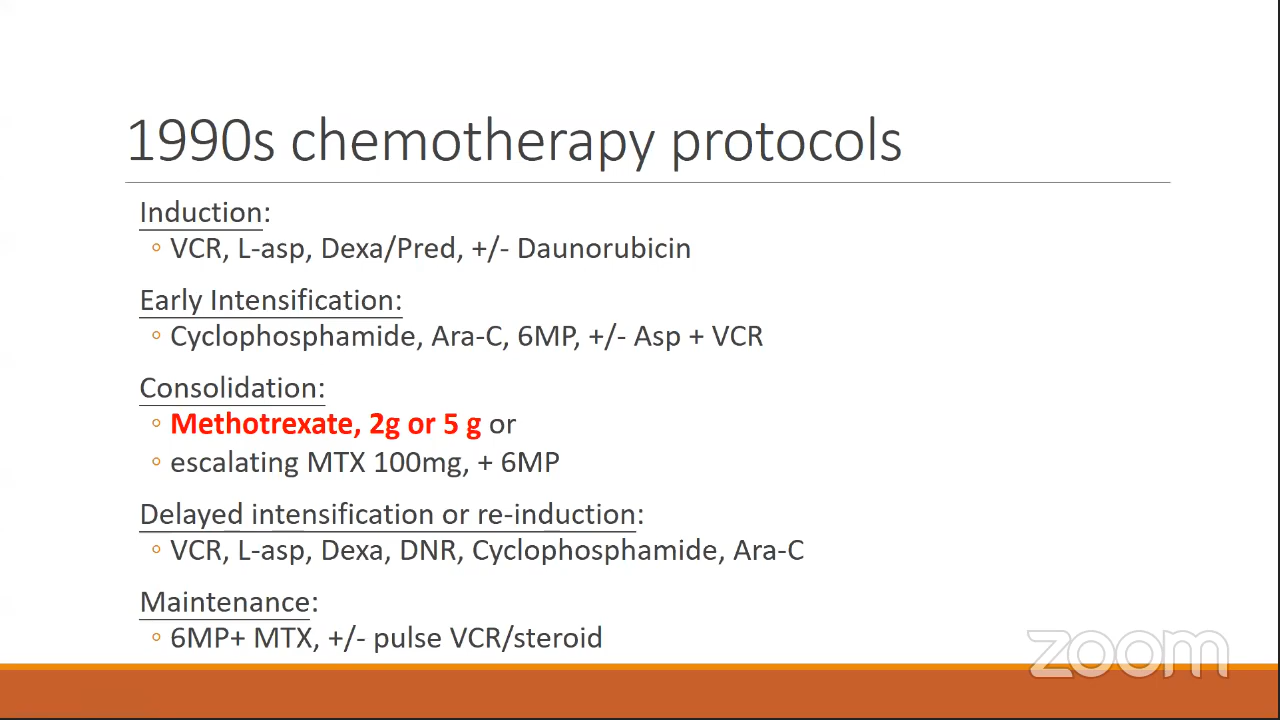 1990s chemotherapy protocols
Induction:
◦ VCR, L-asp, Dexa/Pred, +/- Daunorubicin
Early Intensification:
◦ Cyclophosphamide, Ara-C, 6MP, +/- Asp + VCR
Consolidation:
◦ Methotrexate, 2g or 5 g or
◦ escalating MTX 100mg, + 6MP
Delayed intensification or re-induction:
◦ VCR, L-asp, Dexa, DNR, Cyclophosphamide, Ara-C
Maintenance:
◦ 6MP+ MTX, +/- pulse VCR/steroid
zoom